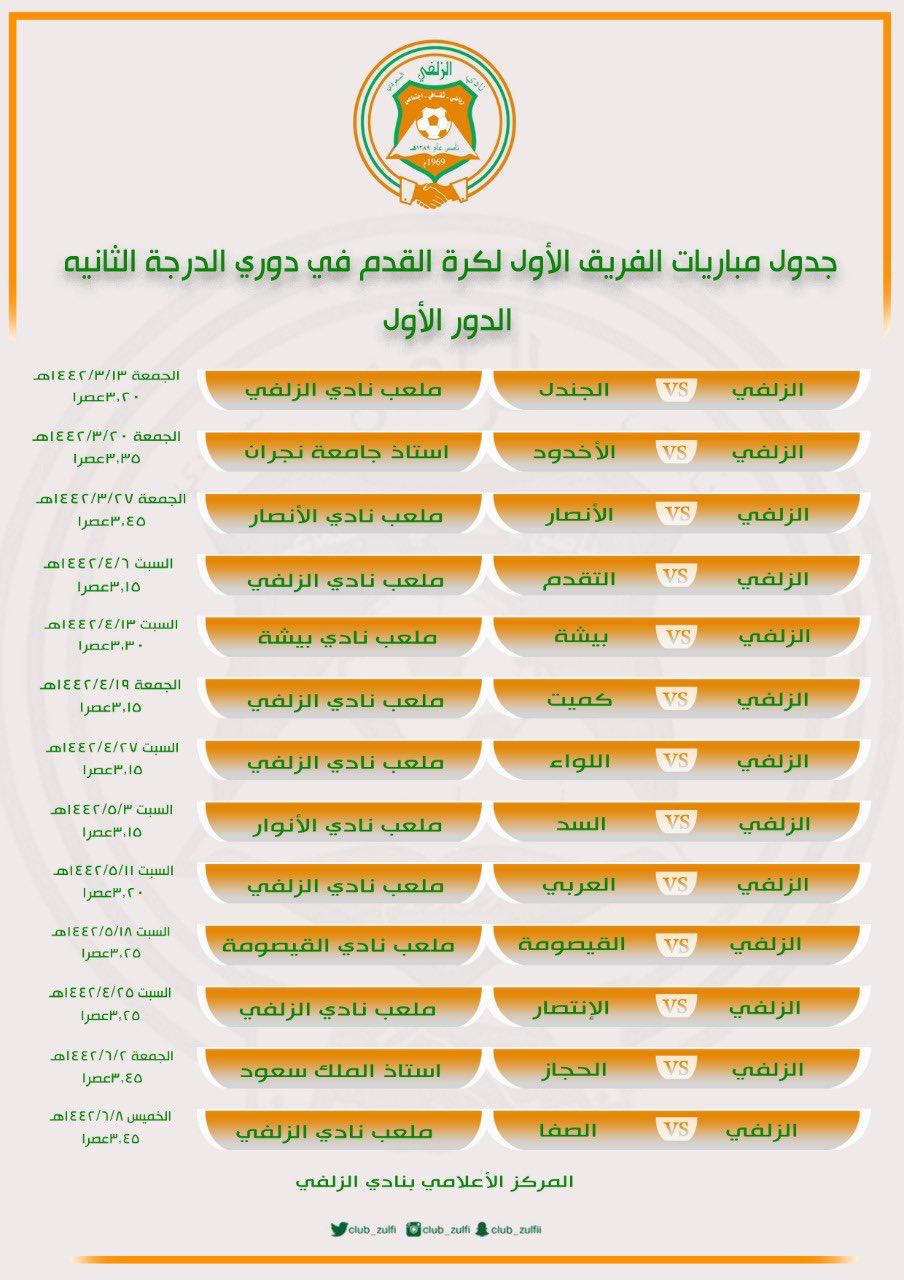 نادي الزلفي السعودي
رياضي - ثقافي - اجتماعي
تأسس عام ١٣٨٩هـ
1969م
جدول مباريات الفريق الأول لكرة القدم في دوري الدرجة الثانيه
الدور الأول
الزلفي VS الجندل ملعب نادي الزلفي الجمعة ١٤٤٢/٣/١٣هـ
٣,٢٠عصرا
الزلفي VS الأخدود استاذ جامعة نجران الجمعة ١٤٤٢/٣/٢٠هـ
٣,٣٥عصرا
الزلفي VS الأنصار ملعب نادي الأنصار الجمعة ١٤٤٢/٣/٢٧هـ
٣,٤٥عصرا
الزلفي VS التقدم ملعب نادي الزلفي السبت ١٤٤٢/٤/٦هـ
٣,١٥عصرا
الزلفي VS بيشة ملعب نادي بيشة السبت ١٤٤٢/٤/١٣هـ
٣,٣٠عصرا
الزلفي VS كميت ملعب نادي الزلفي الجمعة ١٤٤٢/٤/١٩هـ
٣,١٥عصرا
الزلفي VS اللواء ملعب نادي الزلفي السبت ١٤٤٢/٤/٢٧هـ
٣,١٥عصرا
الزلفي VS السد ملعب نادي الأنوار السبت ١٤٤٢/٥/٣هـ
٣,١٥عصرا
الزلفي VS العربي ملعب نادي الزلفي السبت ١٤٤٢/٥/١١هـ
٣,٢٠عصرا
الزلفي VS القيصومة ملعب نادي القيصومة السبت ١٤٤٢/٥/١٨هـ
٣,٢٥عصرا
الزلفي VS الإنتصار ملعب نادي الزلفي السبت ١٤٤٢/٤/٢٥هـ
٣,٢٥عصرا
الزلفي VS الحجاز استاذ الملك سعود الجمعة ١٤٤٢/٦/٢هـ
٣,٤٥عصرا
الزلفي VS الصفا ملعب نادي الزلفي الخميس ١٤٤٢/٦/٨هـ
٣,٤٥عصرا
المركز الأعلامي بنادي الزلفي
club_zulfi club_zulfi club_zulfii